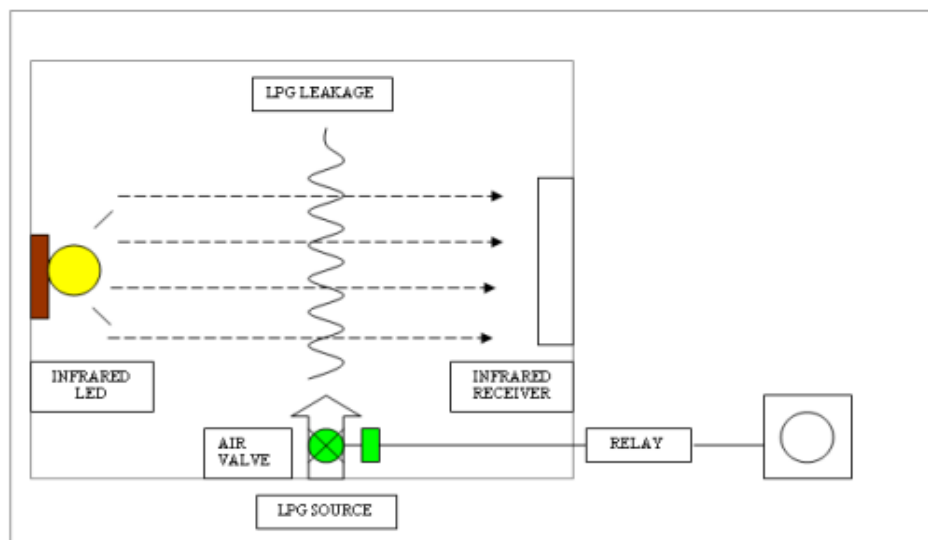 LPG LEAKAGE
INFRARED
LED
INFRARED
RECEIVER
AIR
VALVE
RELAY
LPG SOURCE